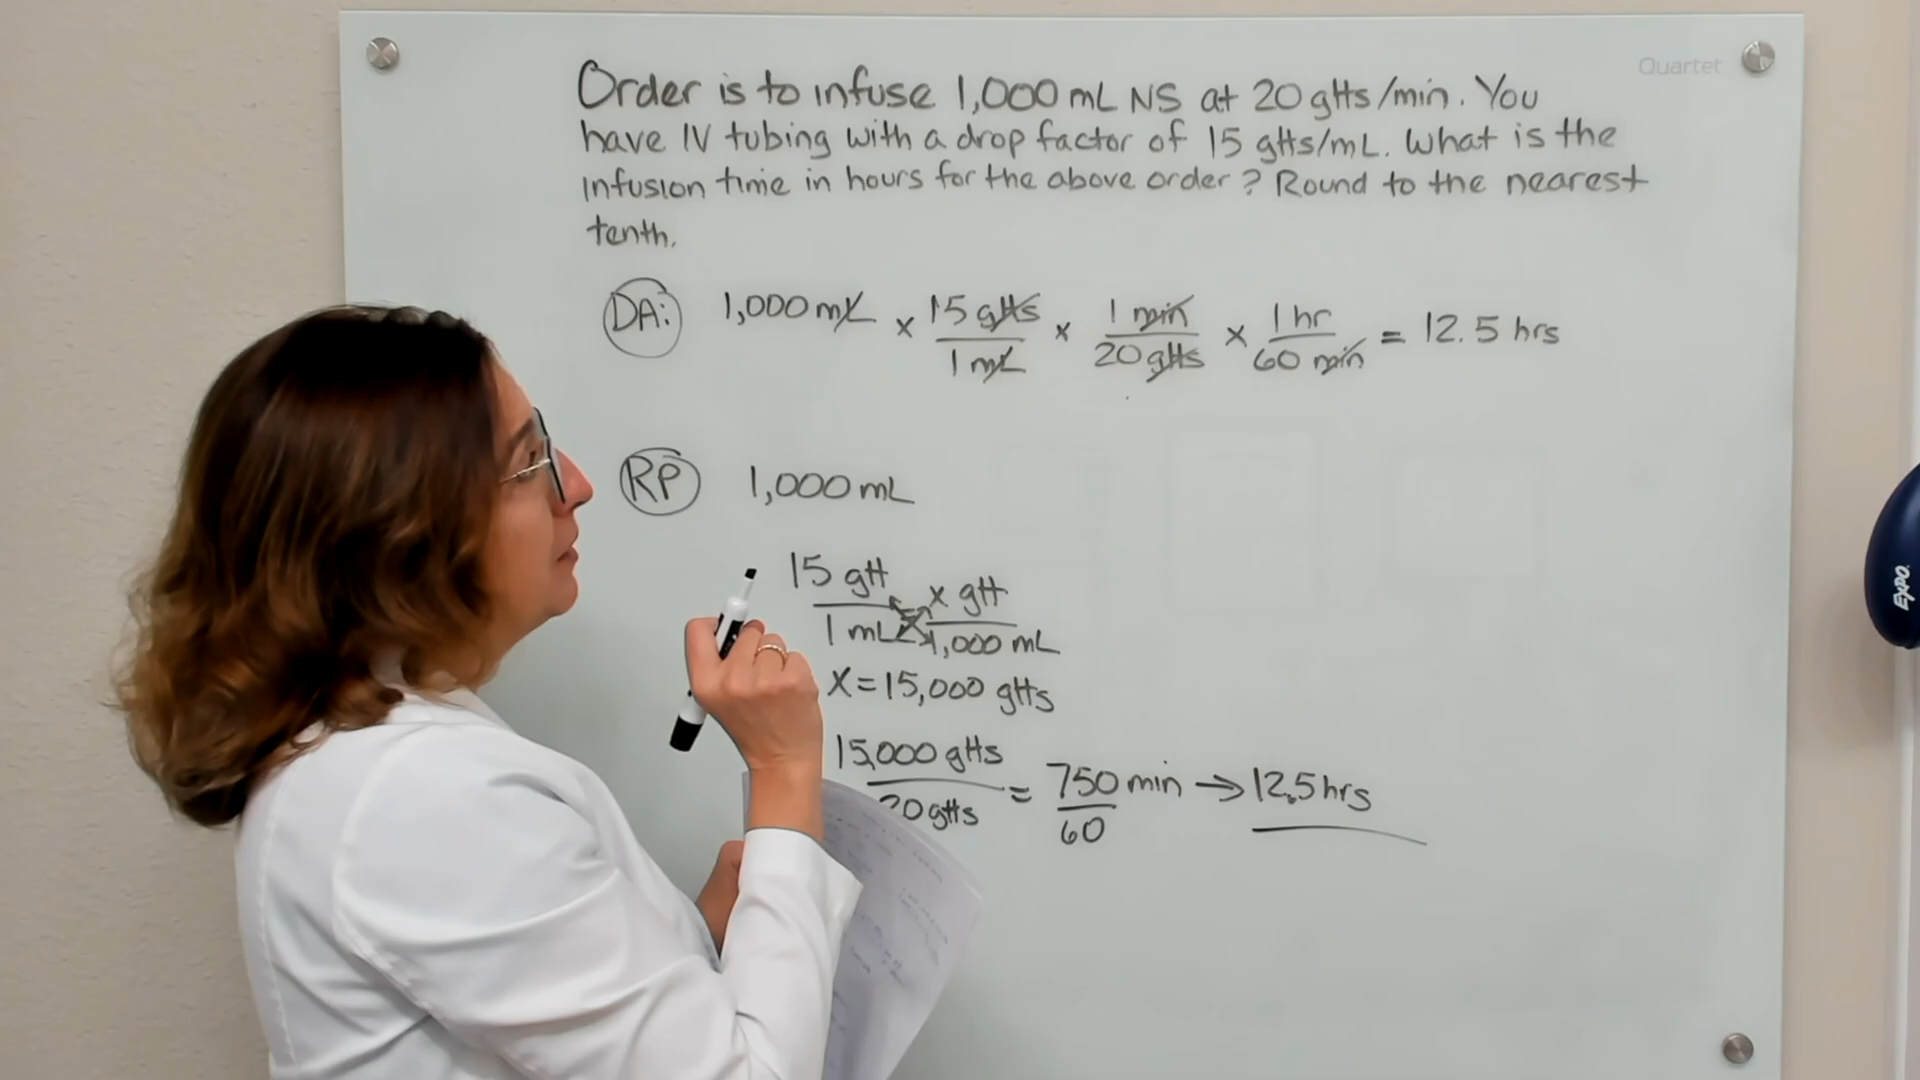 Quartet
Order is to infuse 1,000 mL NS at 20 gtts/min. You
have IV tubing with a drop factor of 15 gtts/mL. What is the
infusion time in hours for the above order? Round to the nearest
tenth.
DA: 1,000 mL x 15 gtts / 1 mL x 1 min / 20 gtts x 1 hr / 60 min = 12.5 hrs
RP 1,000 mL
15 gtt / 1 mL x gtt / 1,000 mL
X = 15,000 gtts
15,000 gtts / 20 gtts = 750 min / 60 → 12.5 hrs
EXPO